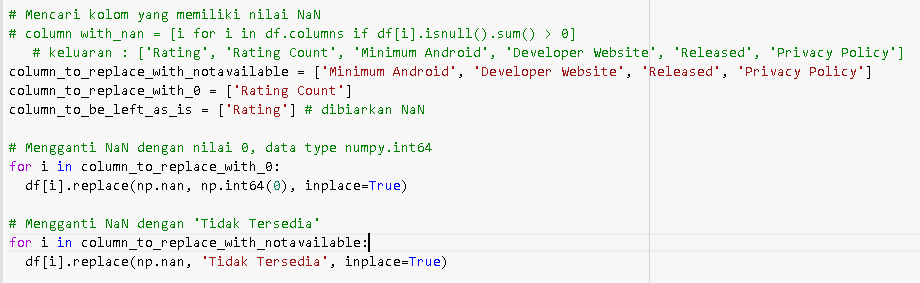 # Mencari kolom yang memiliki nilai NaN
# column with_nan = [i for i in df.columns if df[i].isnull().sum() > 0]
# keluaran : ['Rating', 'Rating Count', 'Minimum Android', 'Developer Website', 'Released', 'Privacy Policy']
column_to_replace_with_notavailable = ['Minimum Android', 'Developer Website', 'Released', 'Privacy Policy']
column_to_replace_with_0 = ['Rating Count']
column_to_be_left_as_is = ['Rating'] # dibiarkan NaN
# Mengganti NaN dengan nilai 0, data type numpy.int64
for i in column_to_replace_with_0:
df[i].replace(np.nan, np.int64(0), inplace=True)
# Mengganti NaN dengan 'Tidak Tersedia'
for i in column_to_replace_with_notavailable:
df[i].replace(np.nan, 'Tidak Tersedia', inplace=True)